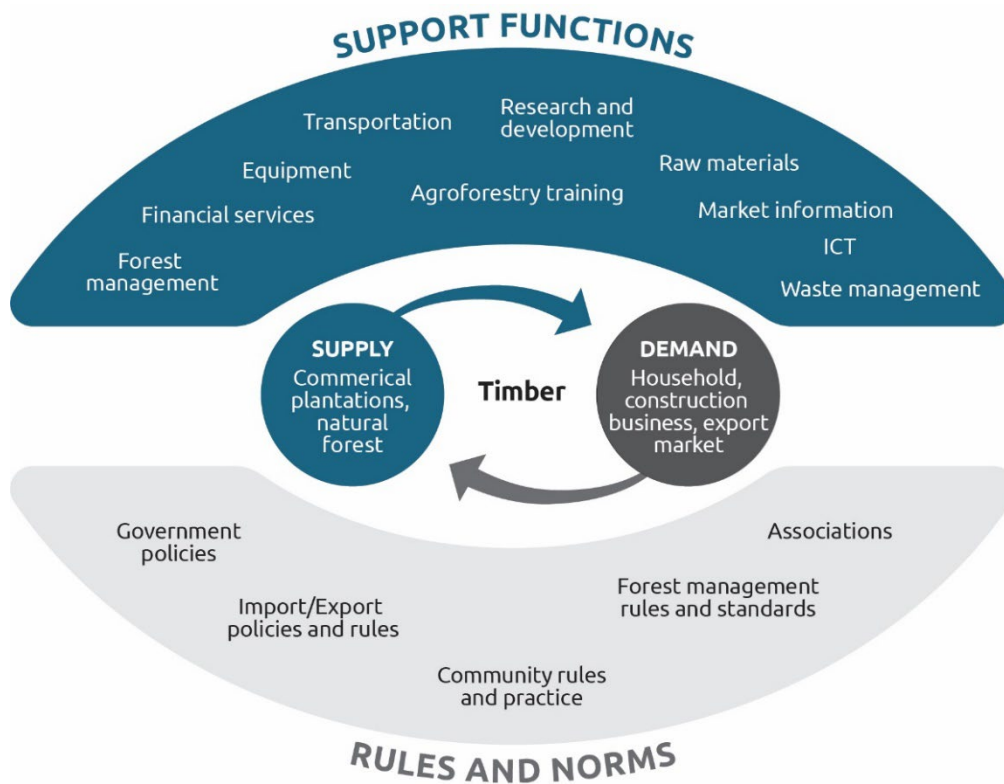 SUPPORT FUNCTIONS
Transportation
Research and
development
Equipment
Agroforestry training
Raw materials
Financial services
Market information
Forest
management
ICT
Waste management
SUPPLY
Commerical
plantations,
natural
forest
Timber
DEMAND
Household,
construction
business, export
market
Government
policies
Associations
Import/Export
policies and rules
Forest management
rules and standards
Community rules
and practice
RULES AND NORMS